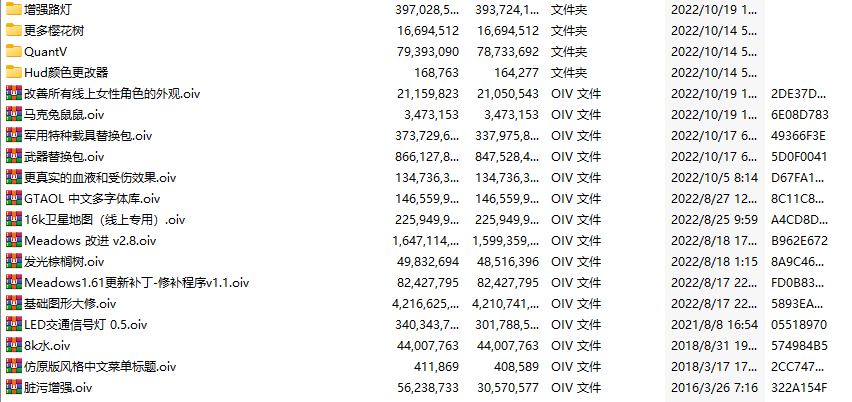 增强路灯 397,028,5... 393,724,1... 文件夹 2022/10/19 1...
更多樱花树 16,694,512 16,694,512 文件夹 2022/10/14 5...
QuantV 79,393,090 78,733,692 文件夹 2022/10/14 5...
Hud颜色更改器 168,763 164,277 文件夹 2022/10/14 5...
改善所有线上女性角色的外观.oiv 21,159,823 21,050,543 OIV 文件 2022/10/19 1... 2DE37D...
马克兔鼠鼠.oiv 3,473,153 3,473,153 OIV 文件 2022/10/19 1... 6E08D783
军用特种载具替换包.oiv 373,729,6... 337,975,8... OIV 文件 2022/10/17 6... 49366F3E
武器替换包.oiv 866,127,8... 847,528,4... OIV 文件 2022/10/17 6... 5D0F0041
更真实的血液和受伤效果.oiv 134,736,3... 134,736,3... OIV 文件 2022/10/5 8:14 D67FA1...
GTAOL 中文多字体库.oiv 146,559,9... 146,559,9... OIV 文件 2022/8/27 12... 8C11C8...
16k卫星地图（线上专用）.oiv 225,949,9... 225,949,9... OIV 文件 2022/8/25 9:59 A4CD8D...
Meadows 改进 v2.8.oiv 1,647,114,... 1,599,359,... OIV 文件 2022/8/18 17... B962E672
发光棕榈树.oiv 49,832,694 48,516,396 OIV 文件 2022/8/18 1:15 8A9C46...
Meadows1.61更新补丁-修补程序v1.1.oiv 82,427,795 82,427,795 OIV 文件 2022/8/17 22... FD0B83...
基础图形大修.oiv 4,216,625,... 4,210,741,... OIV 文件 2022/8/17 22... 5893EA...
LED交通信号灯 0.5.oiv 340,343,7... 301,788,5... OIV 文件 2021/8/8 16:54 05518970
8k水.oiv 44,007,763 44,007,763 OIV 文件 2018/8/31 19... 574984B5
仿原版风格中文菜单标题.oiv 411,869 408,589 OIV 文件 2018/3/17 17... 2CC747...
脏污增强.oiv 56,238,733 30,570,577 OIV 文件 2016/3/26 7:16 322A154F